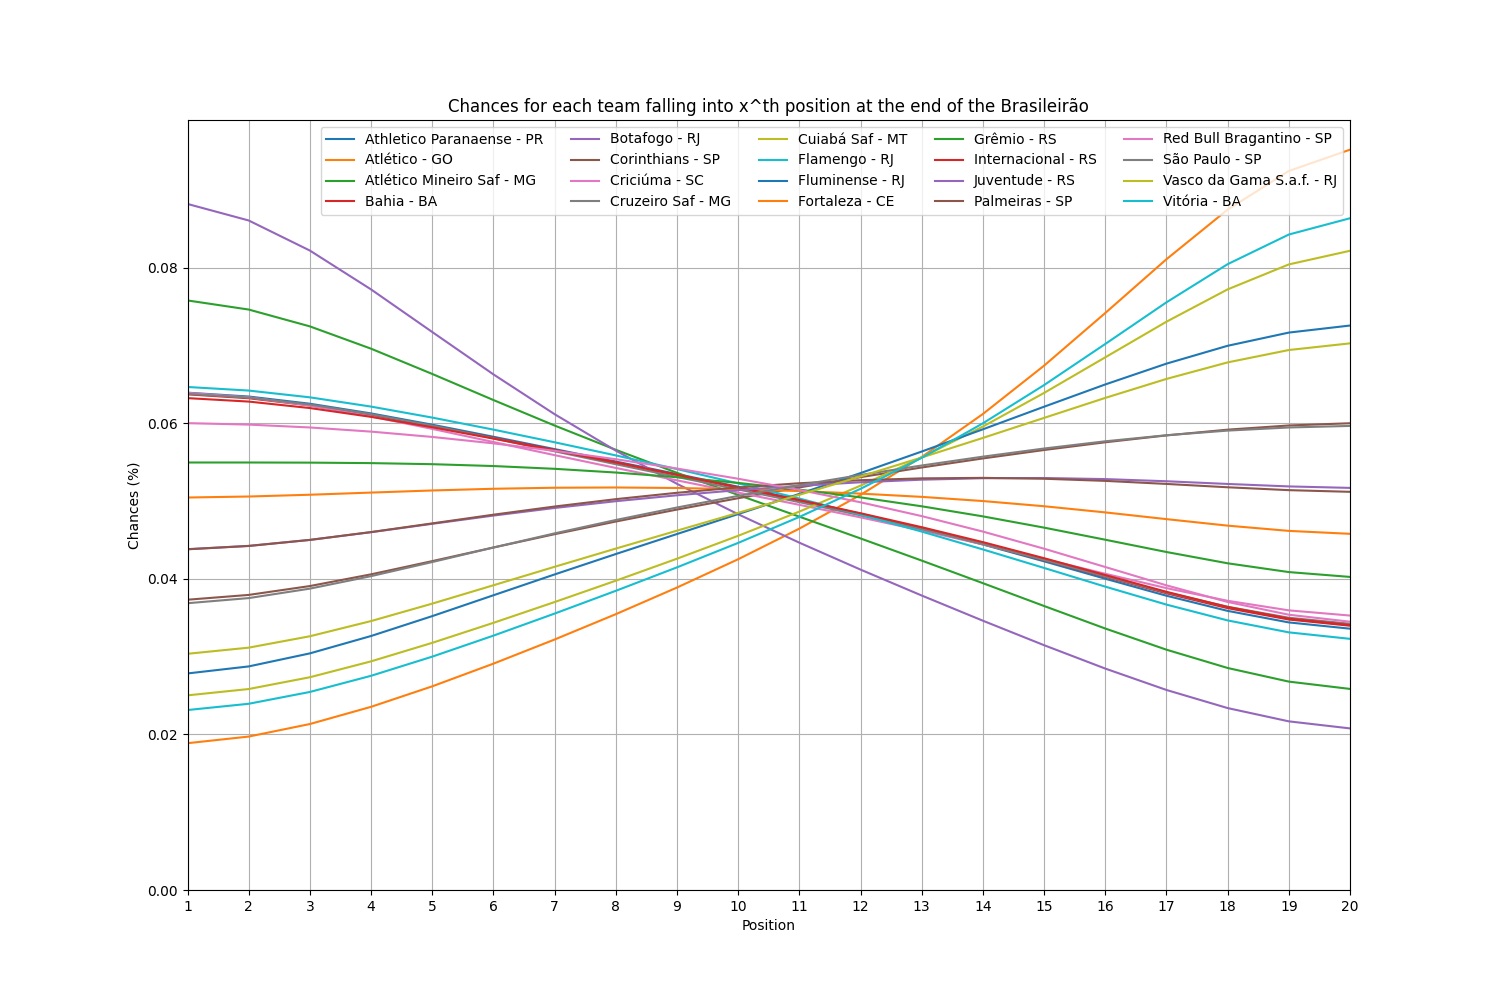 Chances for each team falling into x^th position at the end of the Brasileirão
Athletico Paranaense - PR
Atlético - GO
Atlético Mineiro Saf - MG
Bahia - BA
Botafogo - RJ
Corinthians - SP
Criciúma - SC
Cruzeiro Saf - MG
Cuiabá Saf - MT
Flamengo - RJ
Fluminense - RJ
Fortaleza - CE
Grêmio - RS
Internacional - RS
Juventude - RS
Palmeiras - SP
Red Bull Bragantino - SP
São Paulo - SP
Vasco da Gama S.a.f. - RJ
Vitória - BA
Chances (%)
0.08
0.06
0.04
0.02
0.00
1 2 3 4 5 6 7 8 9 10 11 12 13 14 15 16 17 18 19 20
Position